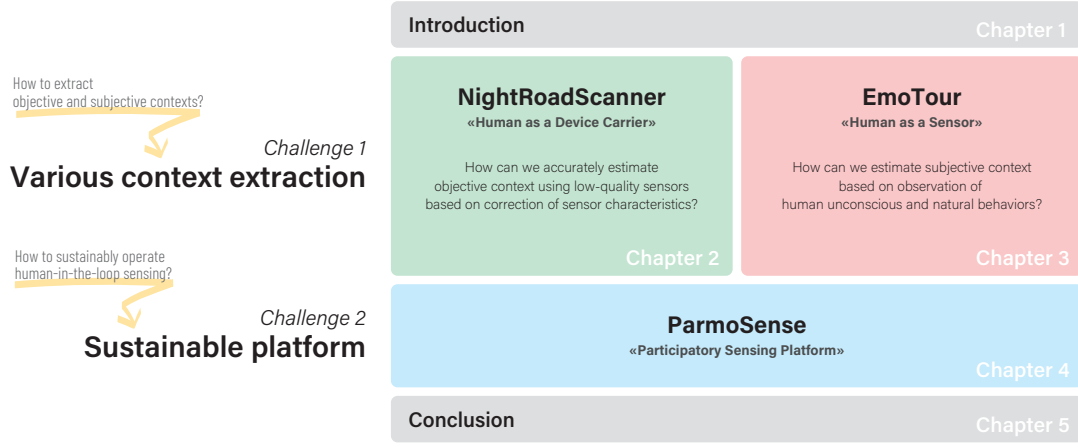 Introduction
Chapter 1
How to extract
objective and subjective contexts?
Challenge 1
Various context extraction
NightRoadScanner
«Human as a Device Carrier»
How can we accurately estimate
objective context using low-quality sensors
based on correction of sensor characteristics?
Chapter 2
EmoTour
«Human as a Sensor»
How can we estimate subjective context
based on observation of
human unconscious and natural behaviors?
Chapter 3
How to sustainably operate
human-in-the-loop sensing?
Challenge 2
Sustainable platform
ParmoSense
«Participatory Sensing Platform»
Chapter 4
Conclusion
Chapter 5